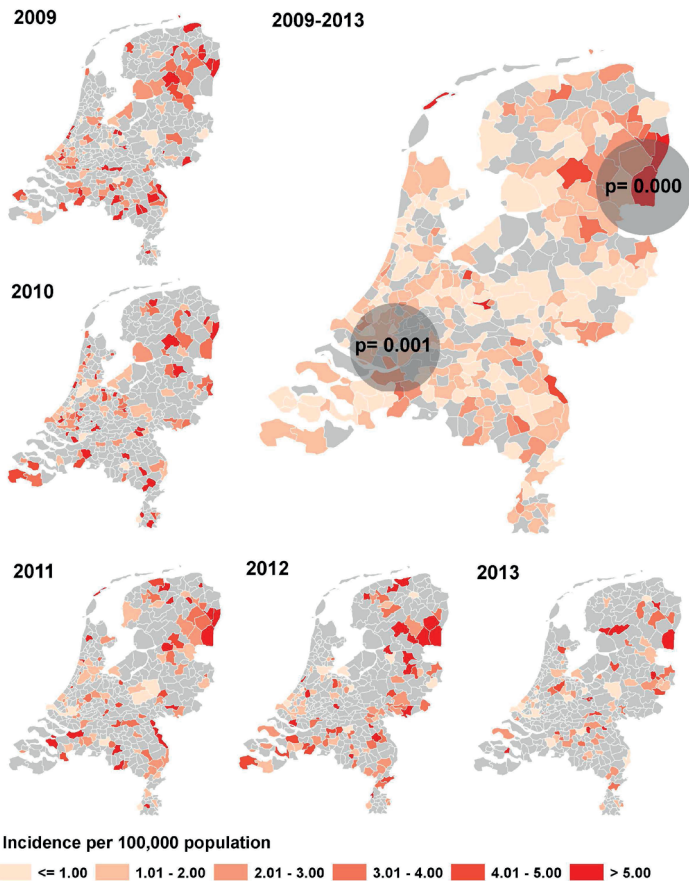 2009
2009-2013
p= 0.000
2010
p= 0.001
2011
2012
2013
Incidence per 100,000 population
<= 1.00
1.01 - 2.00
2.01 - 3.00
3.01 - 4.00
4.01 - 5.00
> 5.00